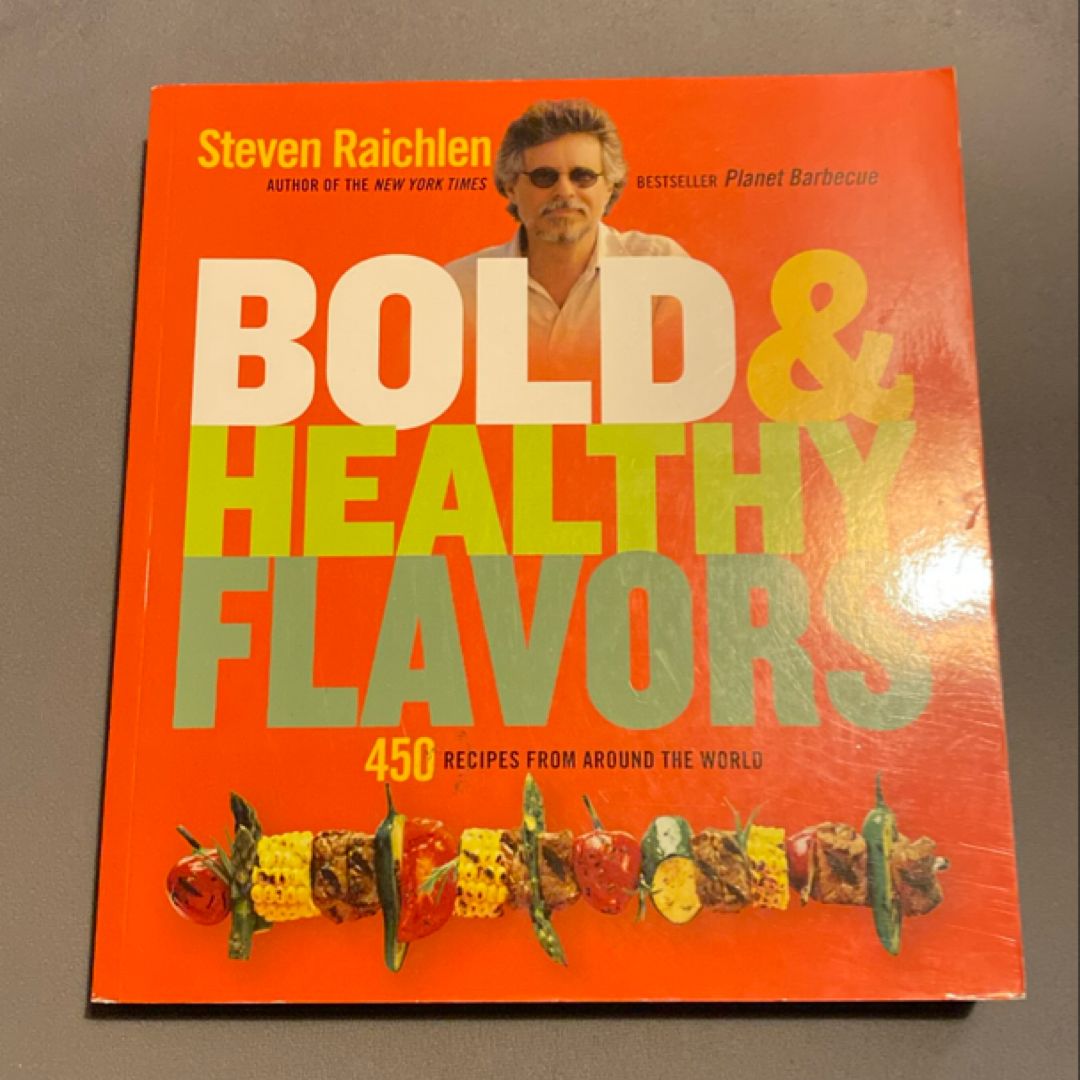 Steven Raichlen
AUTHOR OF THE NEW YORK TIMES BESTSELLER Planet Barbecue
BOLD &
HEALTHY
FLAVORS
450 RECIPES FROM AROUND THE WORLD